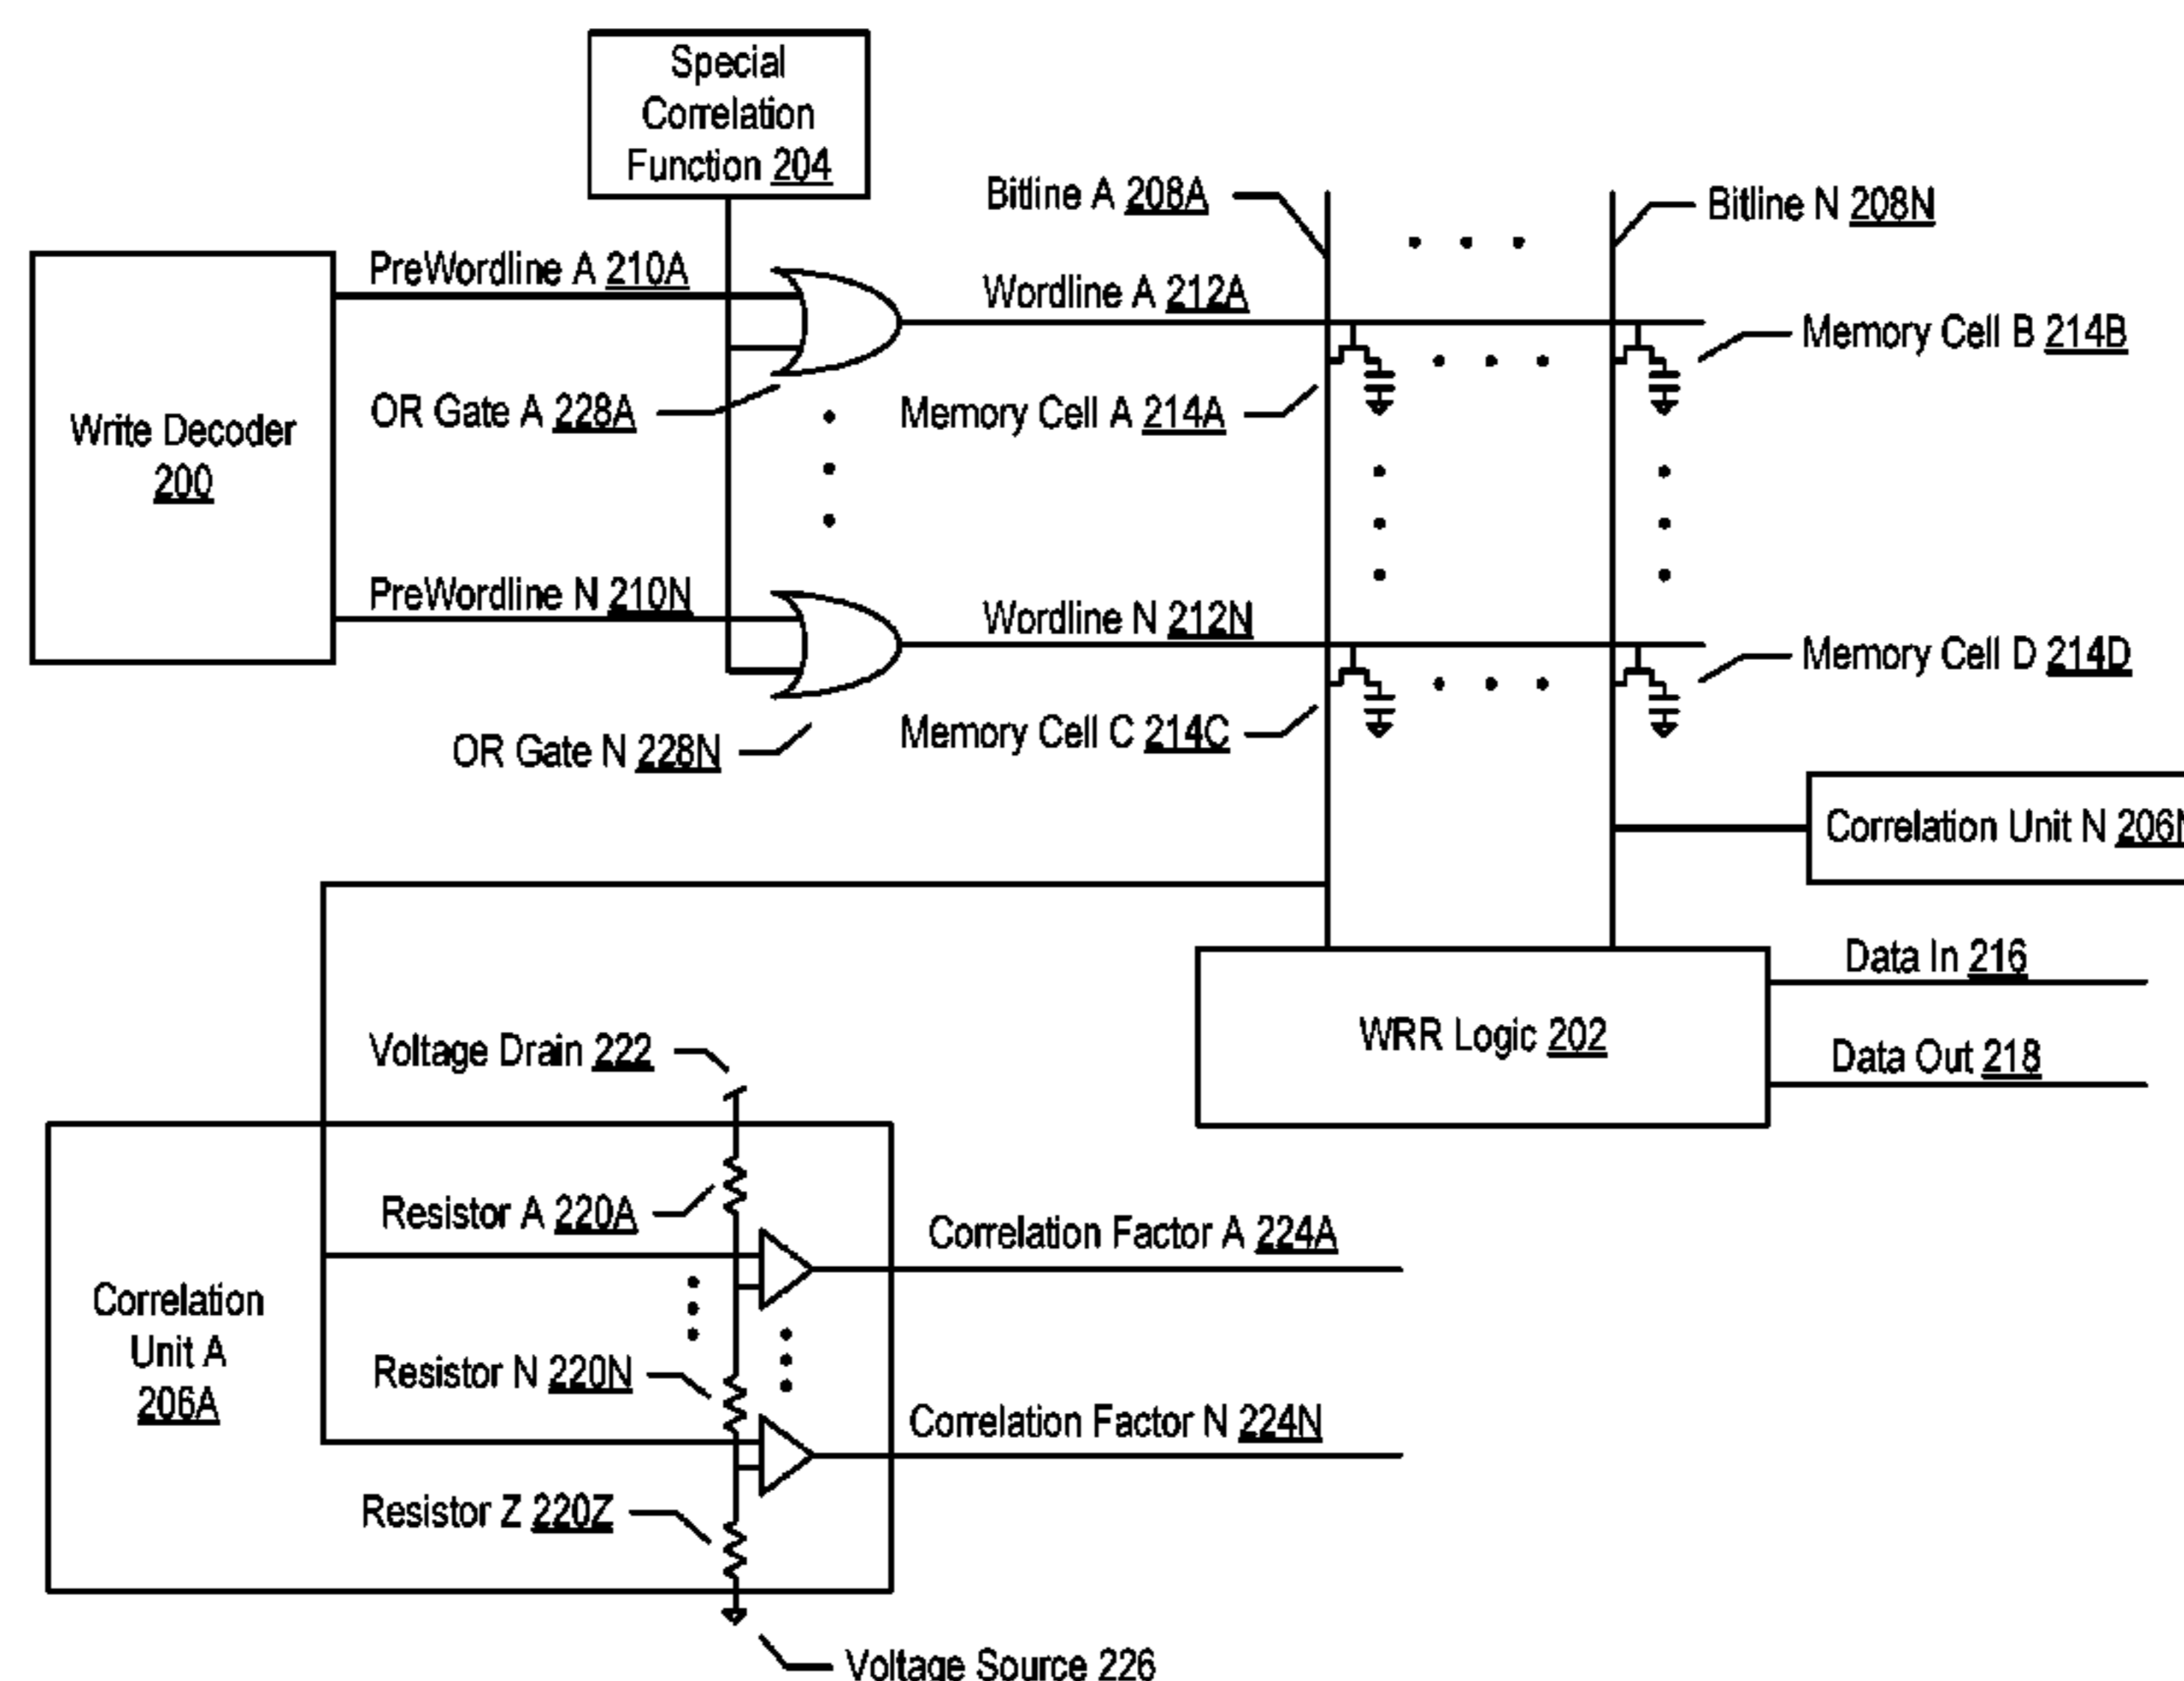 Special
Correlation
Function 204
Bitline A 208A
Bitline N 208N
PreWordline A 210A
Wordline A 212A
Memory Cell B 214B
OR Gate A 228A
Memory Cell A 214A
Write Decoder
200
PreWordline N 210N
Wordline N 212N
Memory Cell D 214D
OR Gate N 228N
Memory Cell C 214C
Correlation Unit N 206N
Data In 216
WRR Logic 202
Data Out 218
Voltage Drain 222
Resistor A 220A
Correlation Factor A 224A
Correlation
Unit A
206A
Resistor N 220N
Correlation Factor N 224N
Resistor Z 220Z
Voltage Source 226